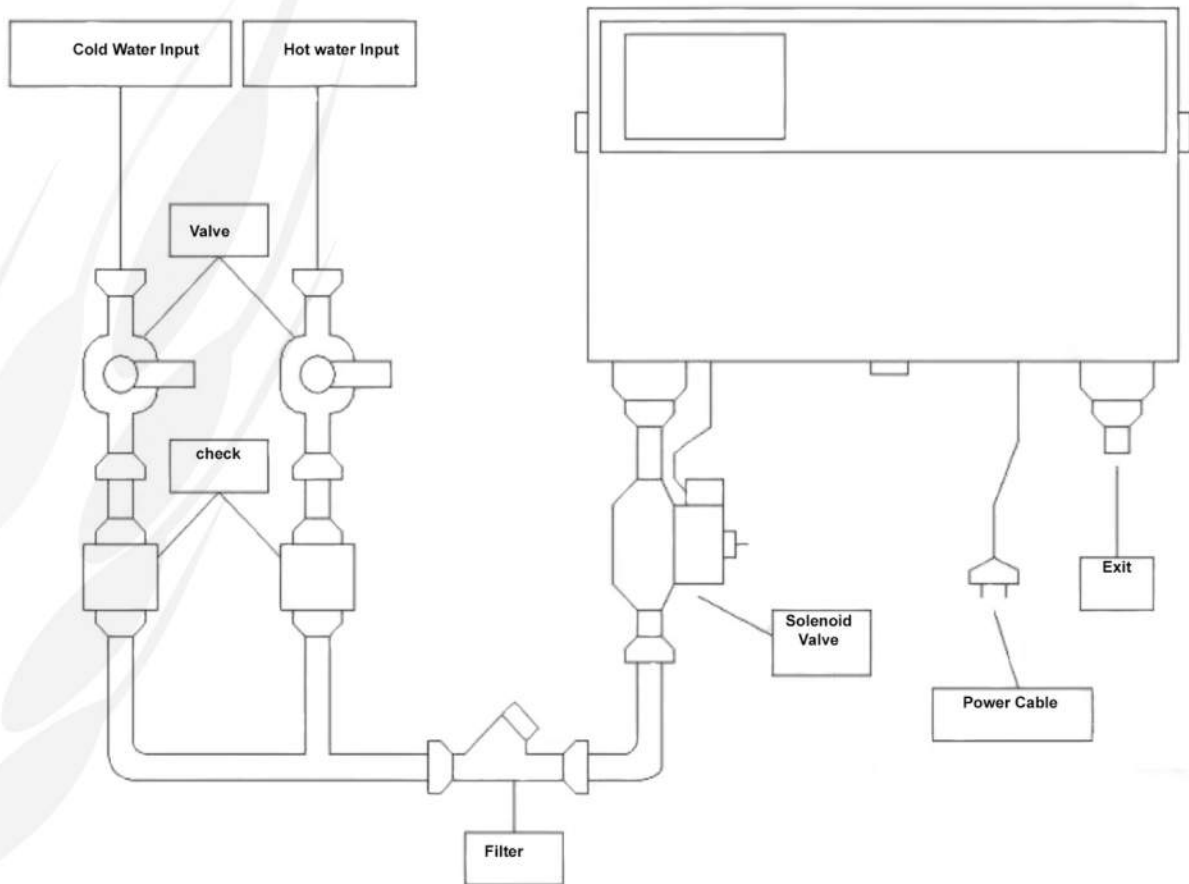 Cold Water Input
Hot water Input
Valve
check
Solenoid
Valve
Exit
Power Cable
Filter